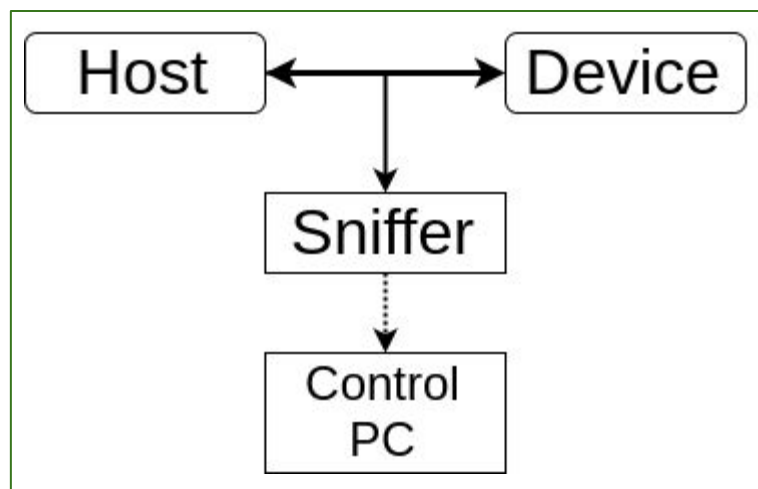 Host
Device
Sniffer
Control
PC